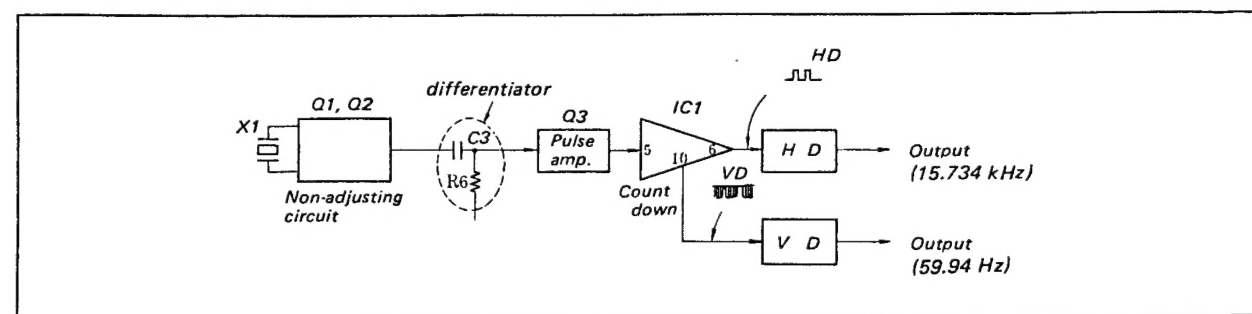 HD
differentiator
Q1, Q2
IC1
X1
Q3
C3
Pulse
amp.
5
10
6
H D
Output
(15.734 kHz)
R6
VD
Non-adjusting
circuit
Count
down
V D
Output
(59.94 Hz)